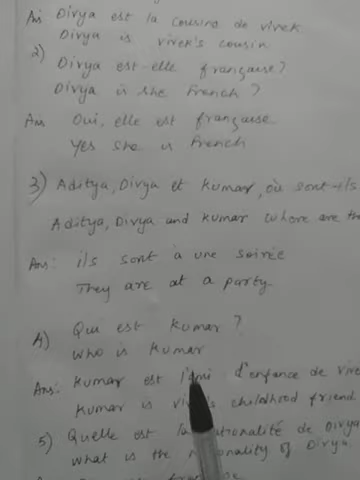 Ans Divya est la cousine de vivek
Divya is vivek's cousin
2) Divya est-elle française?
Divya is she French?
Ans Oui, elle est française
Yes she is French
3) Aditya, Divya et Kumar, où sont-ils
Aditya, Divya and kumar where are
Ans: ils sont à une soirée
They are at a party
4) Qui est Kumar?
Who is Kumar
Ans: Kumar est l'ami d'enfance de
Kumar is childhood friend
5) Quelle est la nationalité de Divya
What is the nationality of Divya